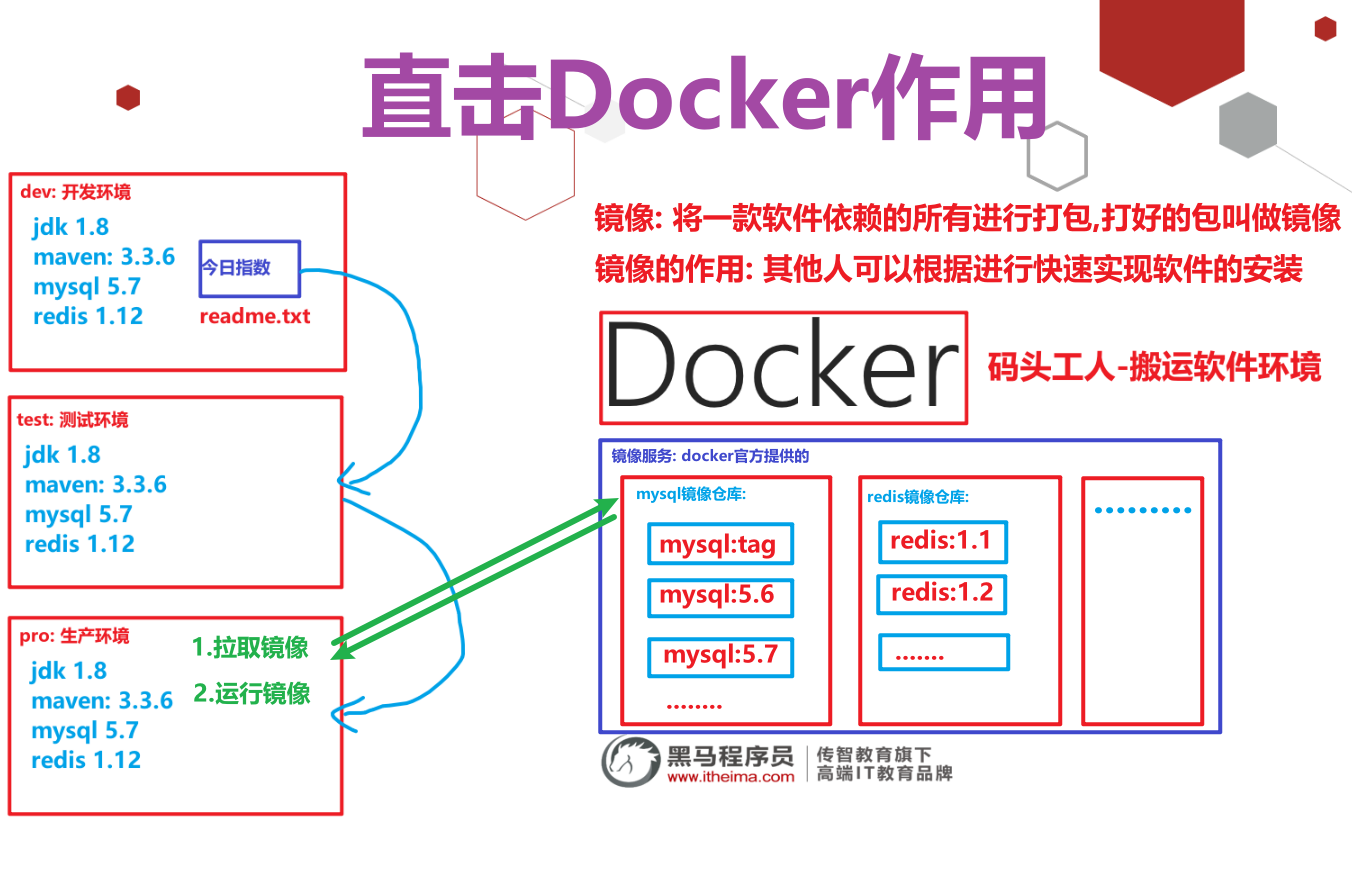 直击Docker作用
dev: 开发环境
jdk 1.8
maven: 3.3.6
mysql 5.7
redis 1.12
今日指数
readme.txt
test: 测试环境
jdk 1.8
maven: 3.3.6
mysql 5.7
redis 1.12
pro: 生产环境
jdk 1.8
maven: 3.3.6
mysql 5.7
redis 1.12
1.拉取镜像
2.运行镜像
镜像: 将一款软件依赖的所有进行打包,打好的包叫做镜像
镜像的作用: 其他人可以根据进行快速实现软件的安装
Docker
码头工人-搬运软件环境
镜像服务: docker官方提供的
mysql镜像仓库:
mysql:tag
mysql:5.6
mysql:5.7
........
redis镜像仓库:
redis:1.1
redis:1.2
.......
.........
黑马程序员
www.itheima.com
传智教育旗下
高端IT教育品牌